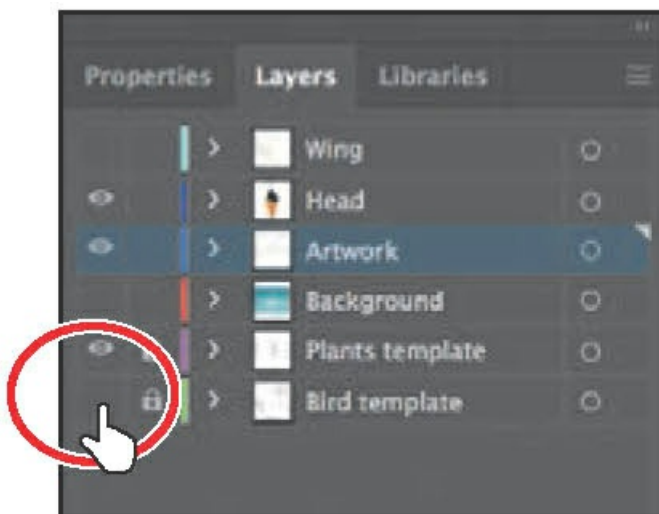 Properties Layers Libraries
Wing
Head
Artwork
Background
Plants template
Bird template